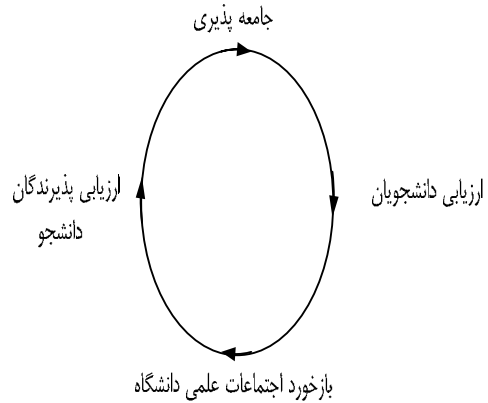 جامعه پذیری
ارزیابی دانشجویان
ارزیابی پذیرندگان
دانشجو
بازخورد اجتماعات علمی دانشگاه